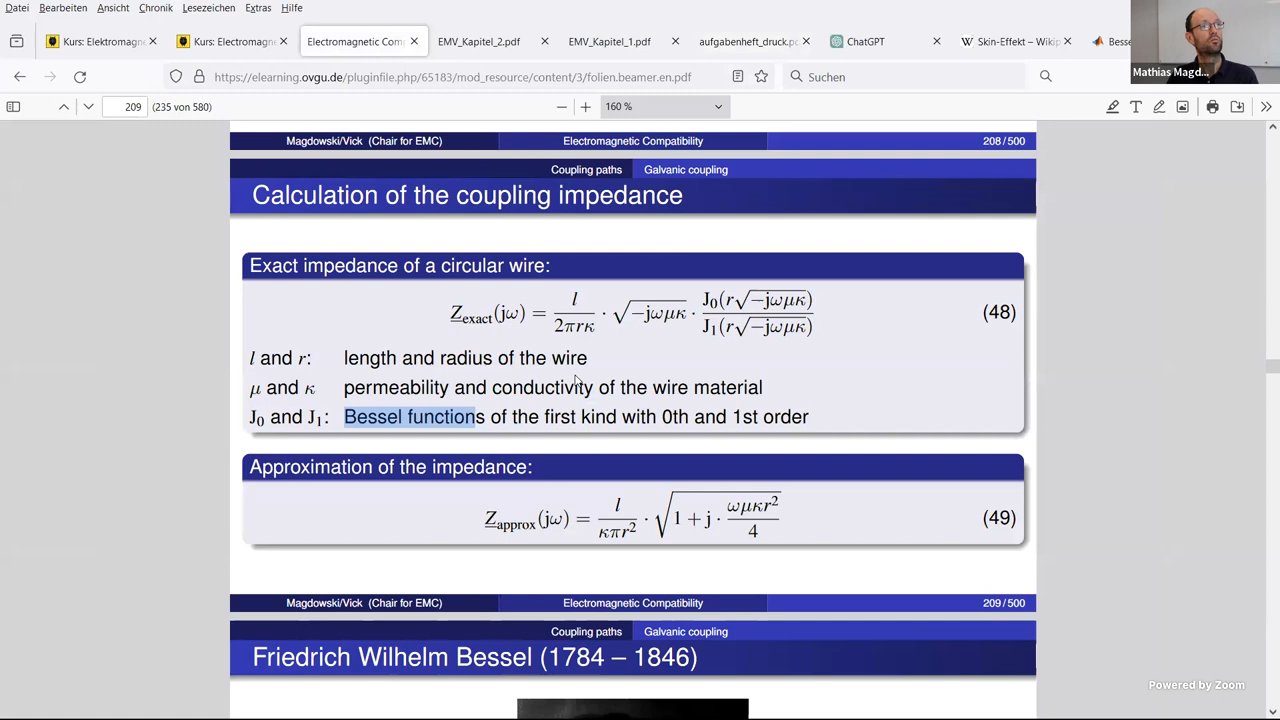 Datei Bearbeiten Ansicht Chronik Lesezeichen Extras Hilfe
Kurs: Elektromagne
Kurs: Electromagne
Electromagnetic Com
EMV_Kapitel_2.pdf
EMV_Kapitel_1.pdf
aufgabenheft_druck.pc
ChatGPT
Skin-Effekt – Wikip
Besse
Mathias Magd...
https://elearning.ovgu.de/pluginfile.php/65183/mod_resource/content/3/folien.beamer.en.pdf
Suchen
209 (235 von 580)
160 %
Magdowski/Vick (Chair for EMC) Electromagnetic Compatibility 208/500
Coupling paths Galvanic coupling
Calculation of the coupling impedance
Exact impedance of a circular wire:
Z_exact(jω) = l/(2πrκ) · √(−jωμκ) · J₀(r√(−jωμκ))/J₁(r√(−jωμκ)) (48)
l and r: length and radius of the wire
μ and κ permeability and conductivity of the wire material
J₀ and J₁: Bessel functions of the first kind with 0th and 1st order
Approximation of the impedance:
Z_approx(jω) = l/(κπr²) · √(1 + j · ωμκr²/4) (49)
Magdowski/Vick (Chair for EMC) Electromagnetic Compatibility 209/500
Coupling paths Galvanic coupling
Friedrich Wilhelm Bessel (1784 – 1846)
Powered by Zoom